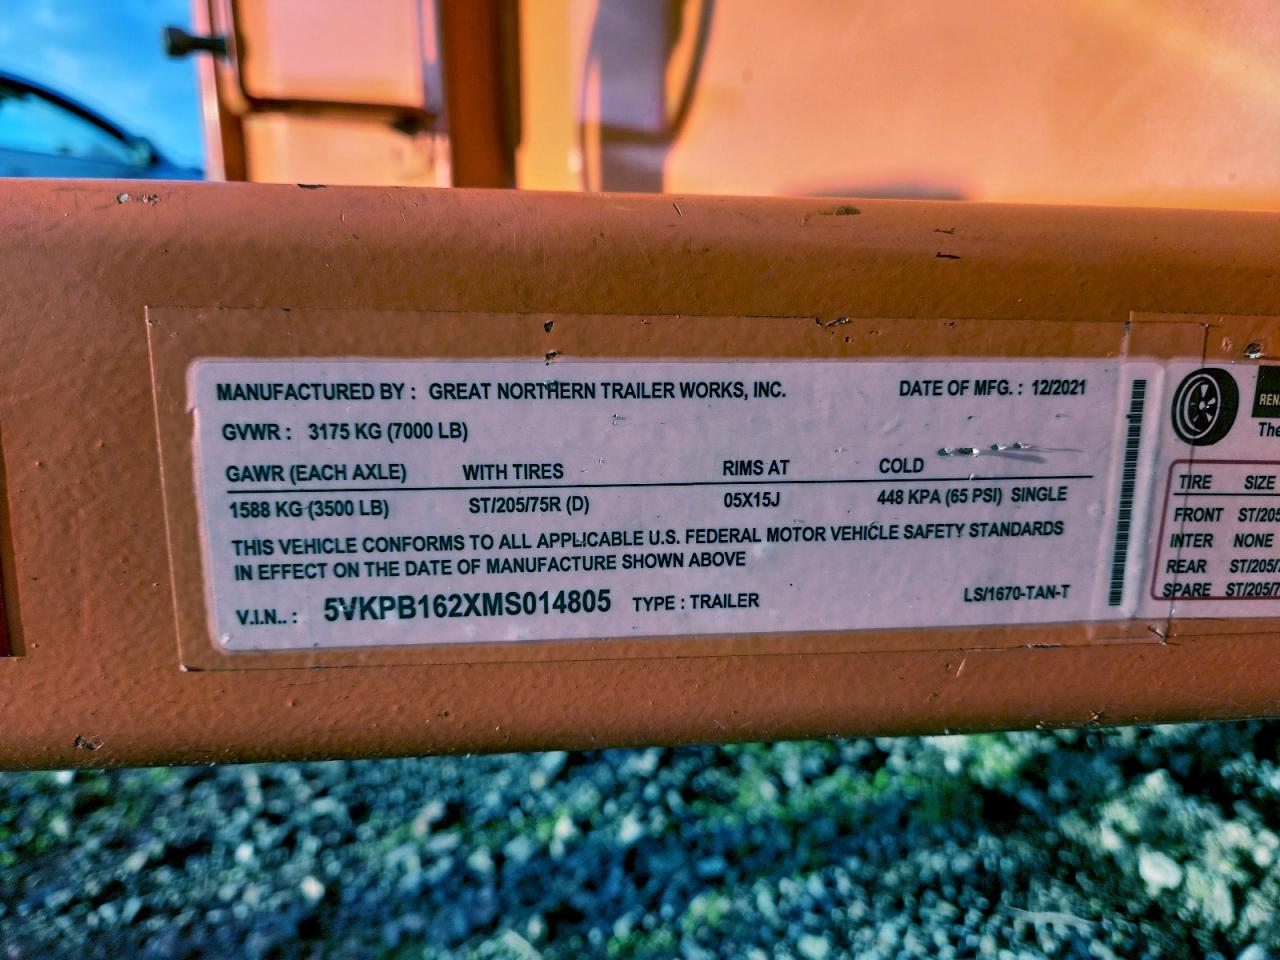 MANUFACTURED BY : GREAT NORTHERN TRAILER WORKS, INC. DATE OF MFG. : 12/2021
GVWR : 3175 KG (7000 LB)
GAWR (EACH AXLE) WITH TIRES RIMS AT COLD
1588 KG (3500 LB) ST/205/75R (D) 05X15J 448 KPA (65 PSI) SINGLE
THIS VEHICLE CONFORMS TO ALL APPLICABLE U.S. FEDERAL MOTOR VEHICLE SAFETY STANDARDS
IN EFFECT ON THE DATE OF MANUFACTURE SHOWN ABOVE
V.I.N.. : 5VKPB162XMS014805 TYPE : TRAILER LS/1670-TAN-T
The
TIRE SIZE
FRONT ST/205
INTER NONE
REAR ST/205/7
SPARE ST/205/7